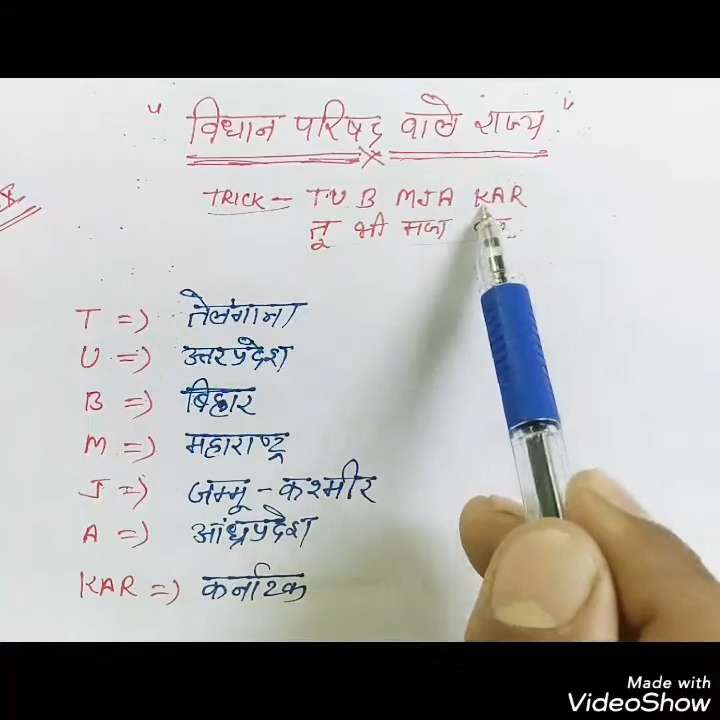 " विधान परिषद वाले राज्य "
TRICK - TU B MJA KAR
तू भी मजा
T => तेलंगाना
U => उत्तरप्रदेश
B => बिहार
M => महाराष्ट्र
J => जम्मू - कश्मीर
A => आंध्रप्रदेश
KAR => कर्नाटक
Made with
VideoShow